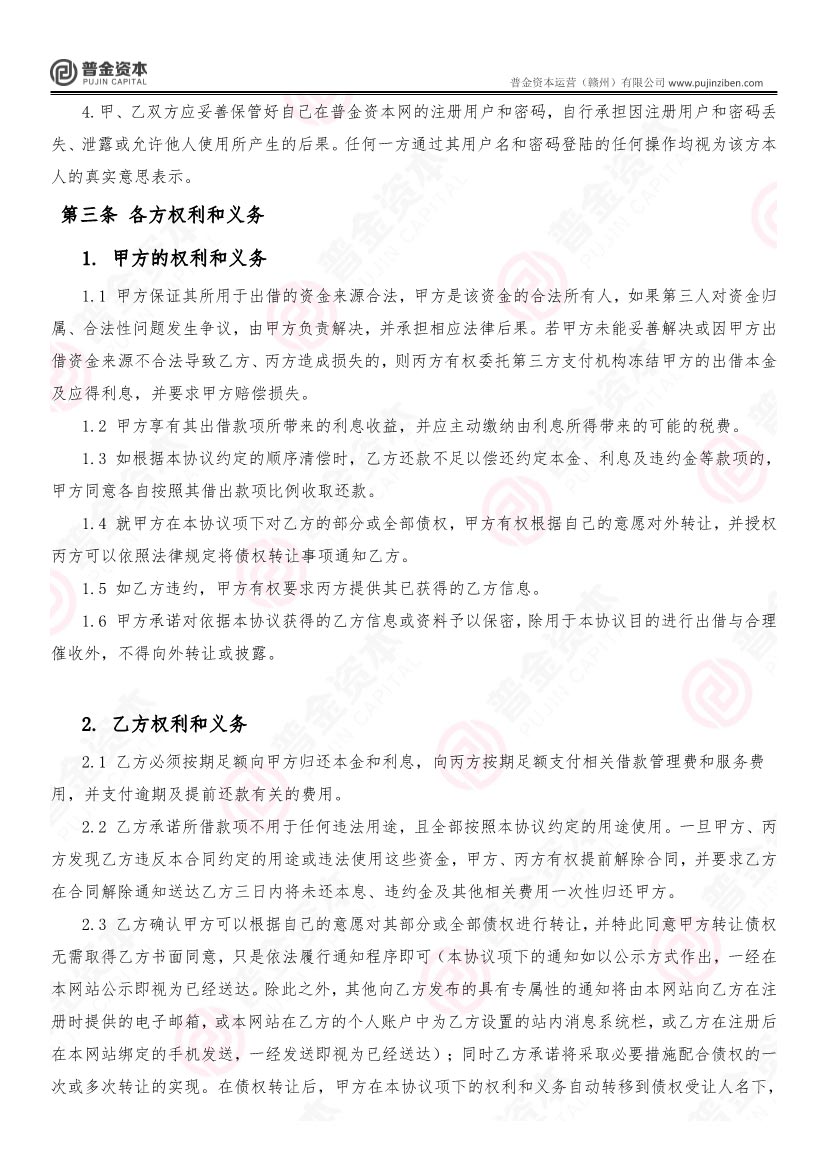 普金资本
PUJIN CAPITAL
普金资本运营（赣州）有限公司 www.pujinziben.com
4.甲、乙双方应妥善保管好自己在普金资本网的注册用户和密码，自行承担因注册用户和密码丢
失、泄露或允许他人使用所产生的后果。任何一方通过其用户名和密码登陆的任何操作均视为该方本
人的真实意思表示。
第三条 各方权利和义务
1. 甲方的权利和义务
1.1 甲方保证其所用于出借的资金来源合法，甲方是该资金的合法所有人，如果第三人对资金归
属、合法性问题发生争议，由甲方负责解决，并承担相应法律后果。若甲方未能妥善解决或因甲方出
借资金来源不合法导致乙方、丙方造成损失的，则丙方有权委托第三方支付机构冻结甲方的出借本金
及应得利息，并要求甲方赔偿损失。
1.2 甲方享有其出借款项所带来的利息收益，并应主动缴纳由利息所得带来的可能的税费。
1.3 如根据本协议约定的顺序清偿时，乙方还款不足以偿还约定本金、利息及违约金等款项的，
甲方同意各自按照其借出款项比例收取还款。
1.4 就甲方在本协议项下对乙方的部分或全部债权，甲方有权根据自己的意愿对外转让，并授权
丙方可以依照法律规定将债权转让事项通知乙方。
1.5 如乙方违约，甲方有权要求丙方提供其已获得的乙方信息。
1.6 甲方承诺对依据本协议获得的乙方信息或资料予以保密，除用于本协议目的进行出借与合理
催收外，不得向外转让或披露。
2. 乙方权利和义务
2.1 乙方必须按期足额向甲方归还本金和利息，向丙方按期足额支付相关借款管理费和服务费
用，并支付逾期及提前还款有关的费用。
2.2 乙方承诺所借款项不用于任何违法用途，且全部按照本协议约定的用途使用。一旦甲方、丙
方发现乙方违反本合同约定的用途或违法使用这些资金，甲方、丙方有权提前解除合同，并要求乙方
在合同解除通知送达乙方三日内将未还本息、违约金及其他相关费用一次性归还甲方。
2.3 乙方确认甲方可以根据自己的意愿对其部分或全部债权进行转让，并特此同意甲方转让债权
无需取得乙方书面同意，只是依法履行通知程序即可（本协议项下的通知如以公示方式作出，一经在
本网站公示即视为已经送达。除此之外，其他向乙方发布的具有专属性的通知将由本网站向乙方在注
册时提供的电子邮箱，或本网站在乙方的个人账户中为乙方设置的站内消息系统栏，或乙方在注册后
在本网站绑定的手机发送，一经发送即视为已经送达）；同时乙方承诺将采取必要措施配合债权的一
次或多次转让的实现。在债权转让后，甲方在本协议项下的权利和义务自动转移到债权受让人名下，